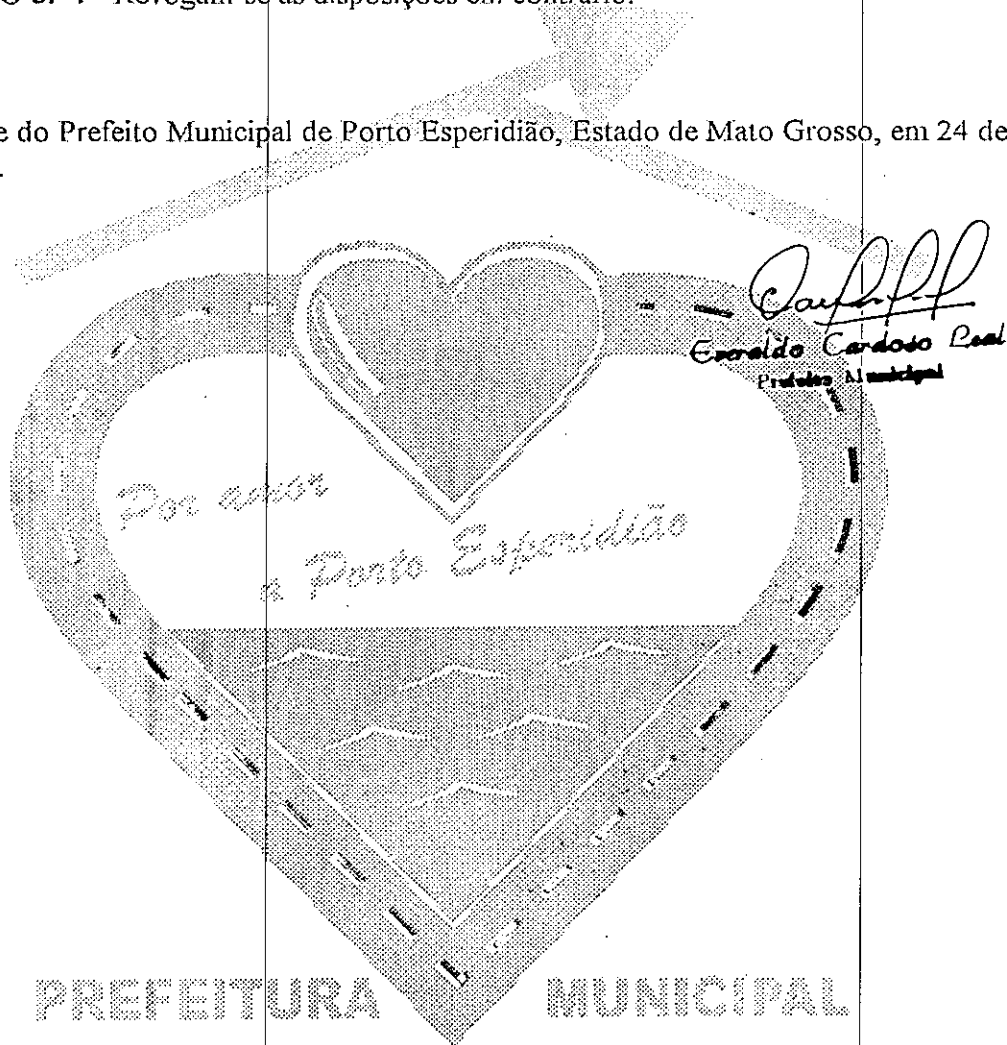 Revogam-se as disposições em contrário.
e do Prefeito Municipal de Porto Esperidião, Estado de Mato Grosso, em 24 de
.
Cardoso Leal
Prefeito Municipal
Por amor
a Porto Esperidião
PREFEITURA MUNICIPAL